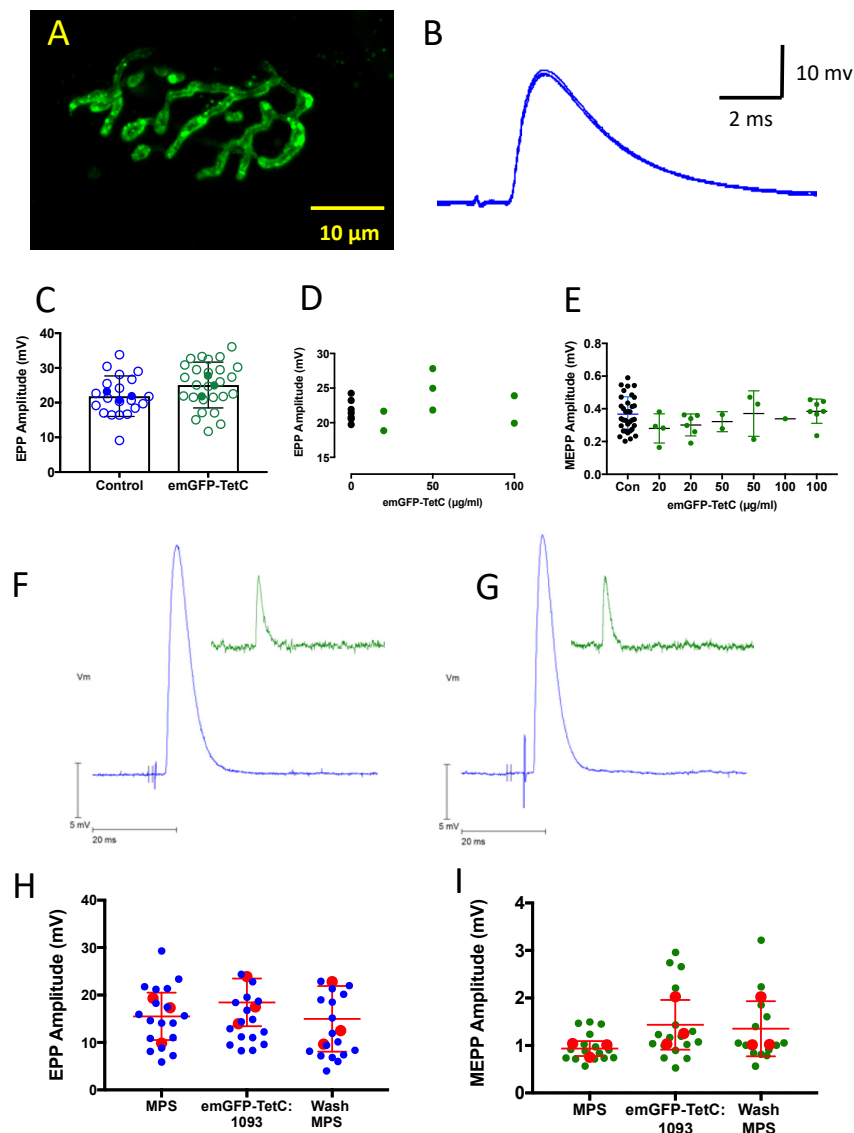 A
10 µm
B
10 mv
2 ms
C
EPP Amplitude (mV)
40
30
20
10
0
Control
emGFP-TetC
D
EPP Amplitude (mV)
30
25
20
15
0
50
100
emGFP-TetC (µg/ml)
E
MEPP Amplitude (mV)
0.8
0.6
0.4
0.2
0.0
Con 20 20 50 50 100 100
emGFP-TetC (µg/ml)
F
Vm
5 mV
20 ms
G
Vm
5 mV
20 ms
H
EPP Amplitude (mV)
40
30
20
10
0
MPS
emGFP-TetC:
1093
Wash
MPS
I
MEPP Amplitude (mV)
4
3
2
1
0
MPS
emGFP-TetC:
1093
Wash
MPS